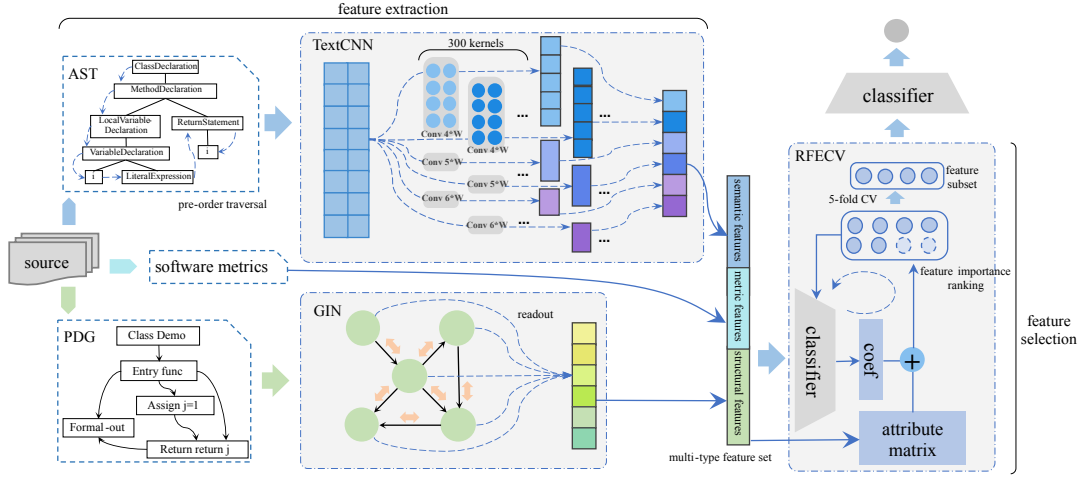 feature extraction
TextCNN
300 kernels
Conv 4*W
Conv 4*W
...
...
Conv 5*W
Conv 5*W
...
Conv 6*W
Conv 6*W
...
...
AST
ClassDeclaration
MethodDeclaration
LocalVariable-
Declaration
ReturnStatement
VariableDeclaration
i
i
LiteralExpression
pre-order traversal
source
software metrics
PDG
Class Demo
Entry func
Assign j=1
Formal-out
Return return j
GIN
readout
semantic features
metric features
structural features
multi-type feature set
classifier
RFECV
feature
subset
5-fold CV
feature importance
ranking
classifier
coef
+
attribute
matrix
feature
selection